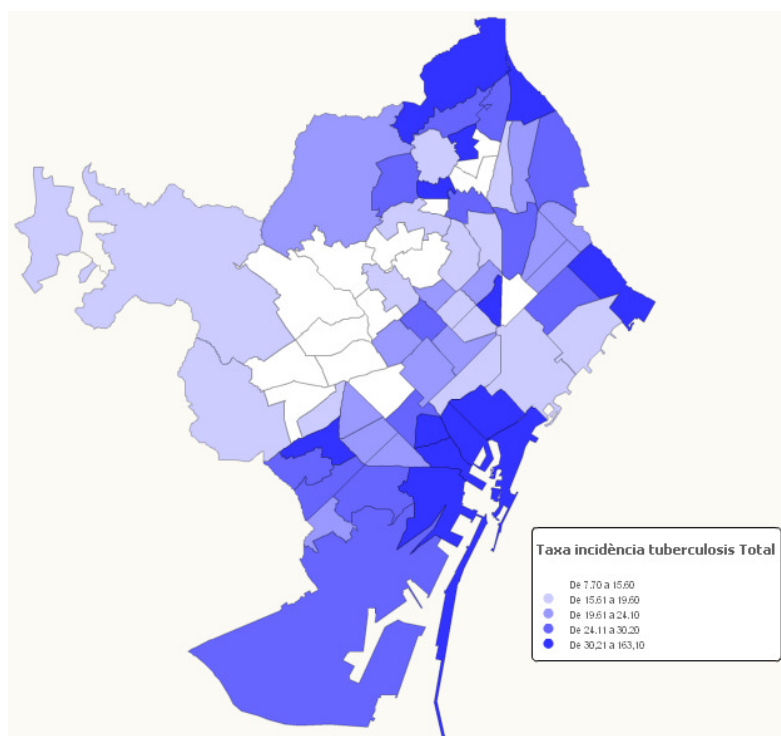 Taxa incidència tuberculosis Total
De 7.70 a 15.60
De 15.61 a 19.60
De 19.61 a 24.10
De 24.11 a 30.20
De 30,21 a 163,10